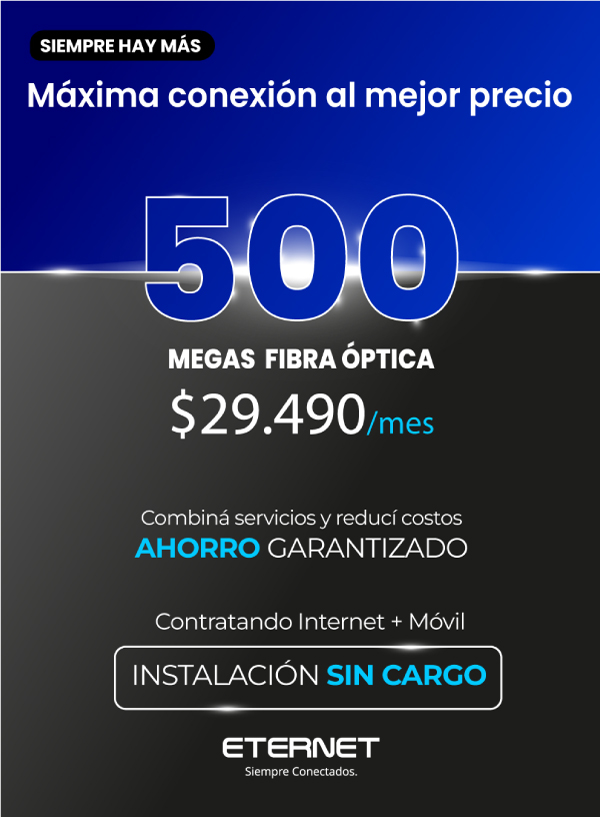 SIEMPRE HAY MÁS
Máxima conexión al mejor precio
500
MEGAS FIBRA ÓPTICA
$29.490/mes
Combiná servicios y reducí costos
AHORRO GARANTIZADO
Contratando Internet + Móvil
INSTALACIÓN SIN CARGO
ETERNET
Siempre Conectados.